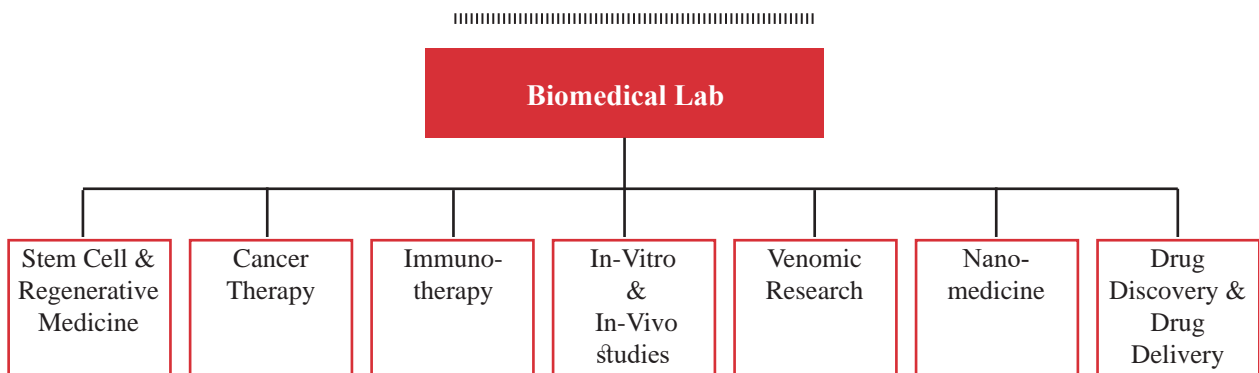 Biomedical Lab
Stem Cell &
Regenerative
Medicine
Cancer
Therapy
Immuno-
therapy
In-Vitro
&
In-Vivo
studies
Venomic
Research
Nano-
medicine
Drug
Discovery &
Drug
Delivery